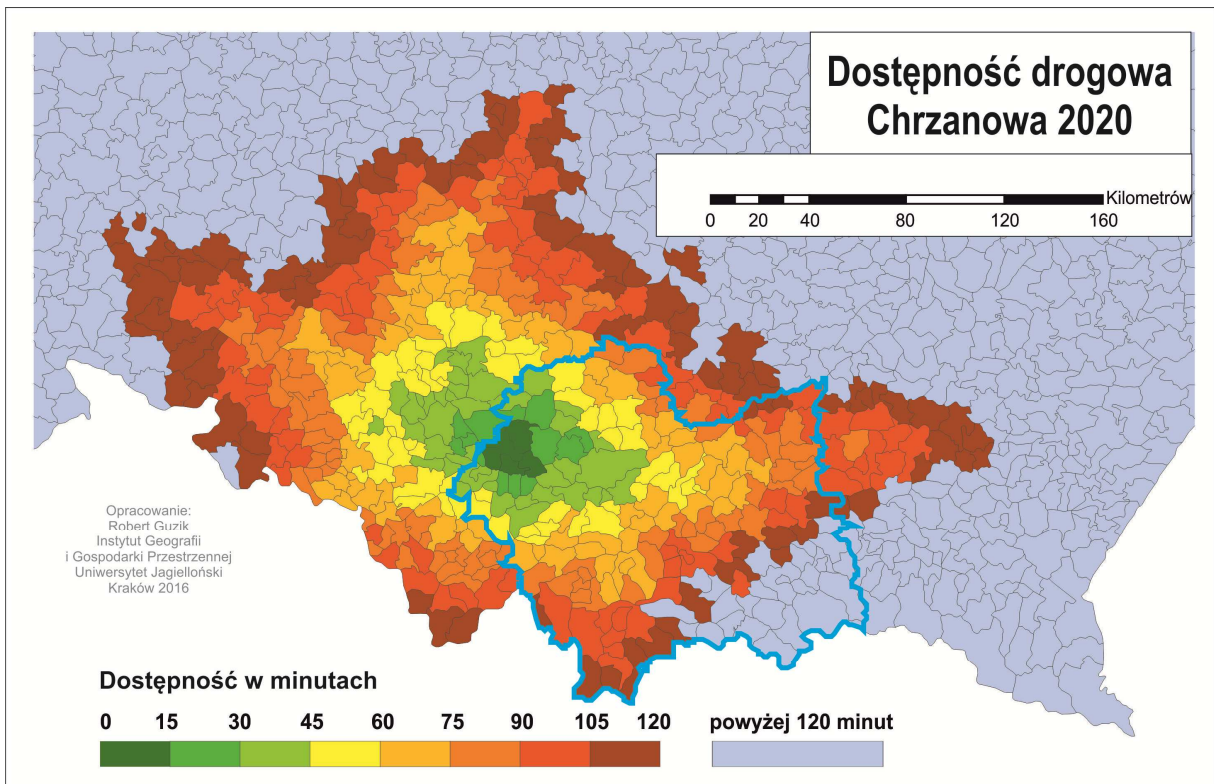 Dostępność drogowa
Chrzanowa 2020
Kilometrów
0 20 40 80 120 160
Opracowanie:
Robert Guzik
Instytut Geografii
i Gospodarki Przestrzennej
Uniwersytet Jagielloński
Kraków 2016
Dostępność w minutach
0 15 30 45 60 75 90 105 120 powyżej 120 minut